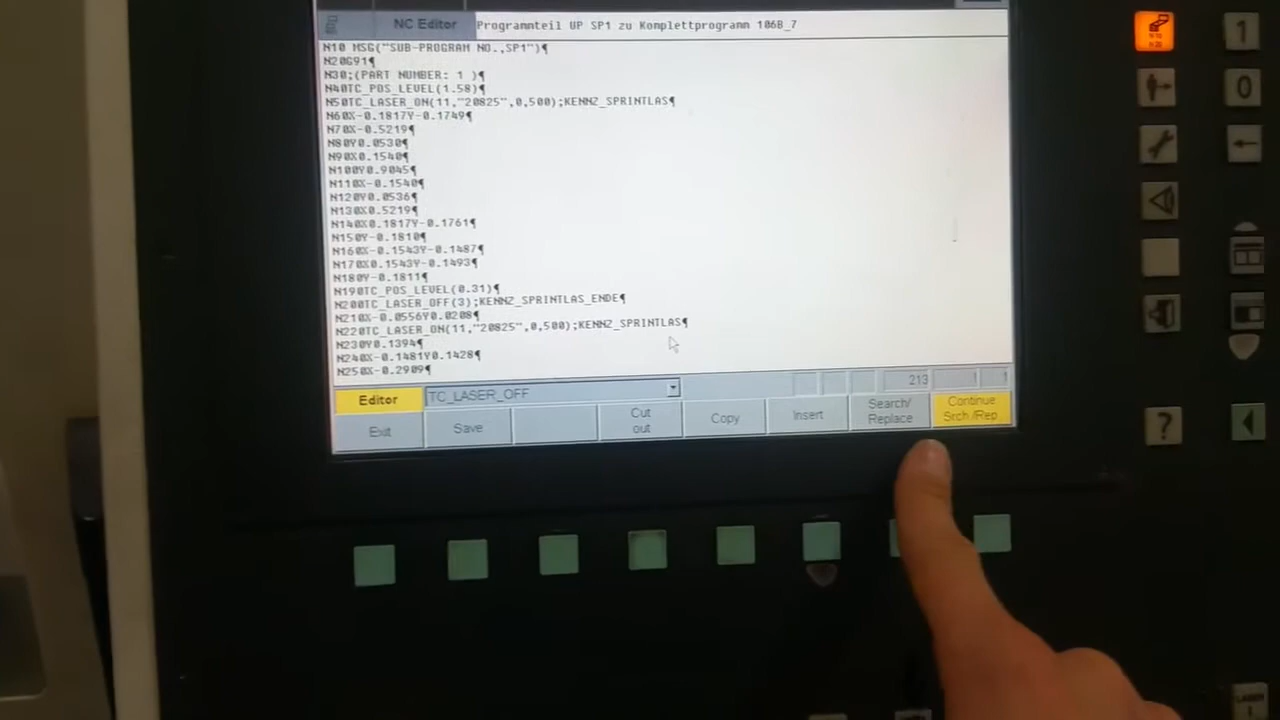 NC Editor Programmteil UP SP1 zu Komplettprogramm 106B_7
N10 MSG("SUB-PROGRAM NO.,SP1")¶
N20G91¶
N30;(PART NUMBER: 1 )¶
N40TC_POS_LEVEL(1.58)¶
N50TC_LASER_ON(11,"20825",0,500);KENNZ_SPRINTLAS¶
N60X-0.1817Y-0.1749¶
N70X-0.5219¶
N80Y0.0530¶
N90X0.1540¶
N100Y0.9045¶
N110X-0.1540¶
N120Y0.0536¶
N130X0.5219¶
N140X0.1817Y-0.1761¶
N150Y-0.1810¶
N160X-0.1543Y-0.1487¶
N170X0.1543Y-0.1493¶
N180Y-0.1811¶
N190TC_POS_LEVEL(0.31)¶
N200TC_LASER_OFF(3);KENNZ_SPRINTLAS_ENDE¶
N210X-0.0556Y0.0208¶
N220TC_LASER_ON(11,"20825",0,500);KENNZ_SPRINTLAS¶
N230Y0.1394¶
N240X-0.1481Y0.1428¶
N250X-0.2909¶
Editor TC_LASER_OFF 213 1 1
Exit Save Cut out Copy Insert Search/ Replace Continue Srch/Rep
1
0
?
LASER